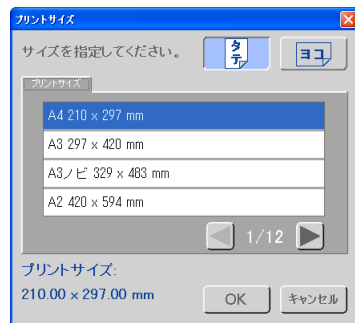 プリントサイズ
サイズを指定してください。
タテ
ヨコ
プリントサイズ
A4 210 x 297 mm
A3 297 x 420 mm
A3ノビ 329 x 483 mm
A2 420 x 594 mm
1/12
プリントサイズ:
210.00 x 297.00 mm
OK
キャンセル